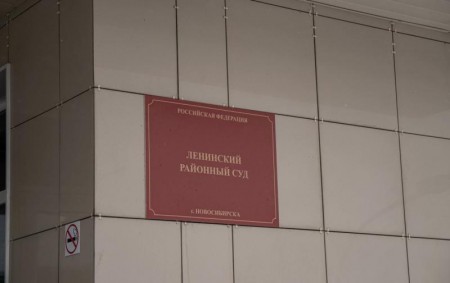 РОССИЙСКАЯ ФЕДЕРАЦИЯ
ЛЕНИНСКИЙ
РАЙОННЫЙ СУД
г. НОВОСИБИРСКА